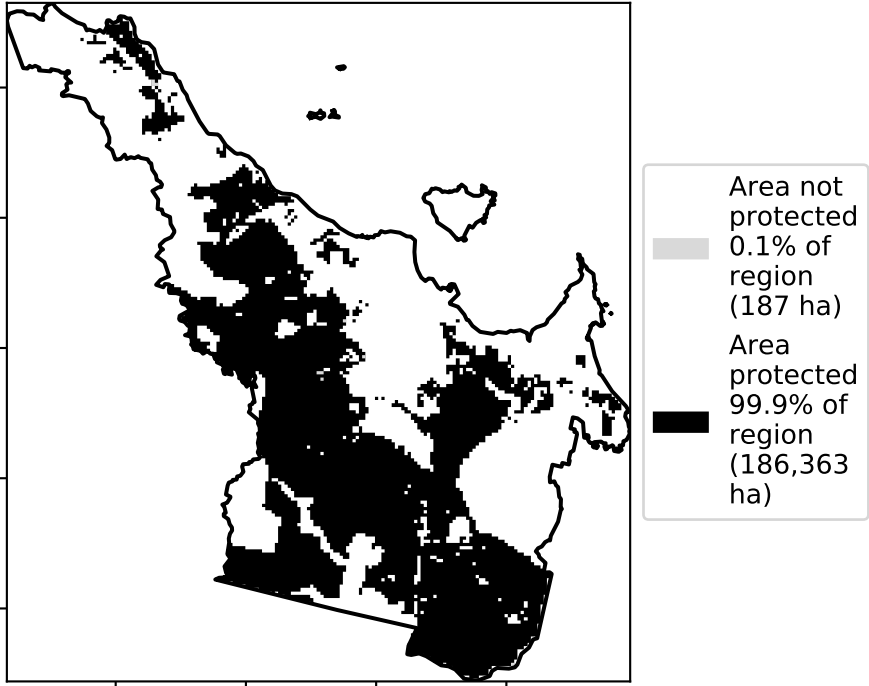 Area not
protected
0.1% of
region
(187 ha)
Area
protected
99.9% of
region
(186,363
ha)